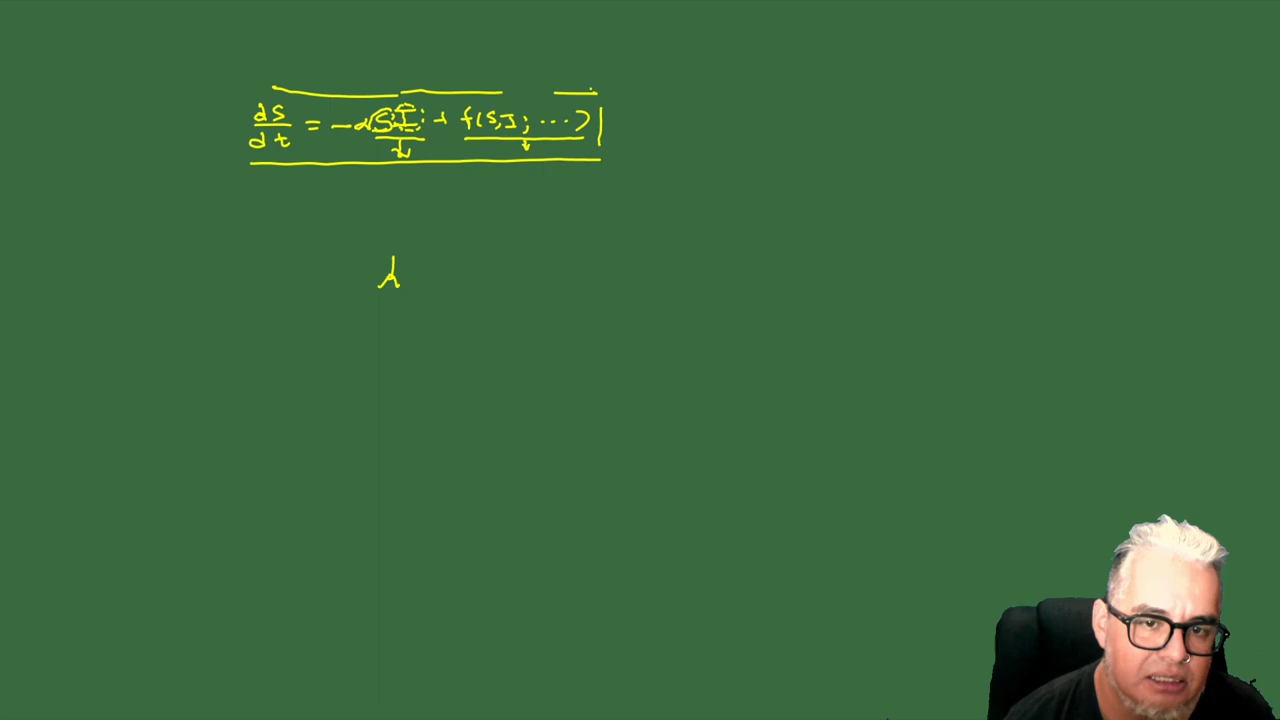 dS/dt = -αSI + f(S,I; ...)